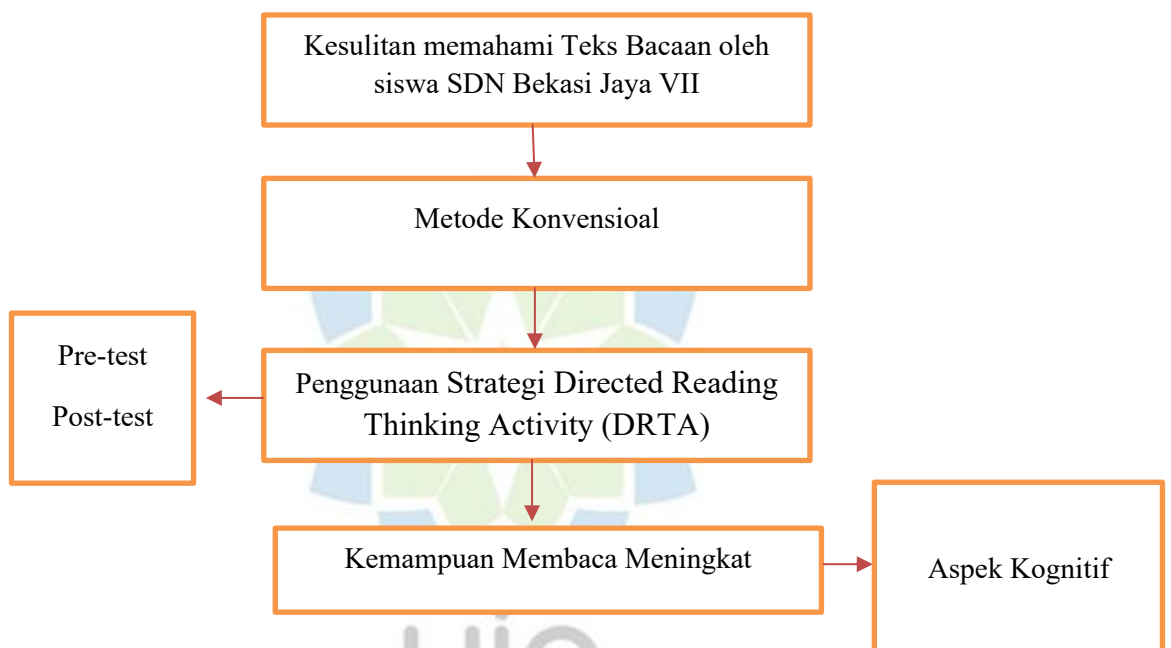 Kesulitan memahami Teks Bacaan oleh
siswa SDN Bekasi Jaya VII
Metode Konvensioal
Pre-test
Post-test
Penggunaan Strategi Directed Reading
Thinking Activity (DRTA)
Kemampuan Membaca Meningkat
Aspek Kognitif